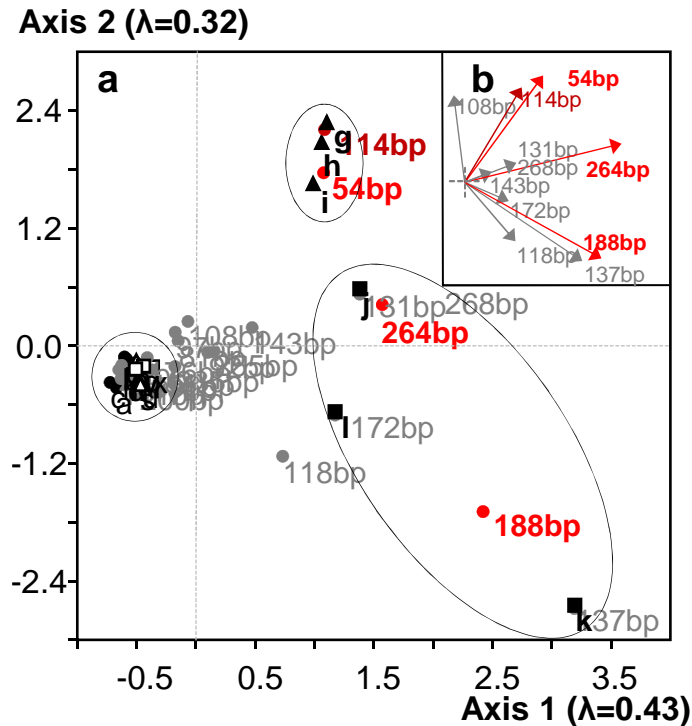 Axis 2 (λ=0.32)
a
b
54bp
108bp
114bp
131bp
268bp
264bp
143bp
172bp
188bp
118bp
137bp
2.4
g
114bp
h
54bp
i
1.2
j
131bp
268bp
264bp
0.0
108bp
143bp
x
c
a
s
l
172bp
118bp
-1.2
188bp
-2.4
k
137bp
-0.5
0.5
1.5
2.5
3.5
Axis 1 (λ=0.43)